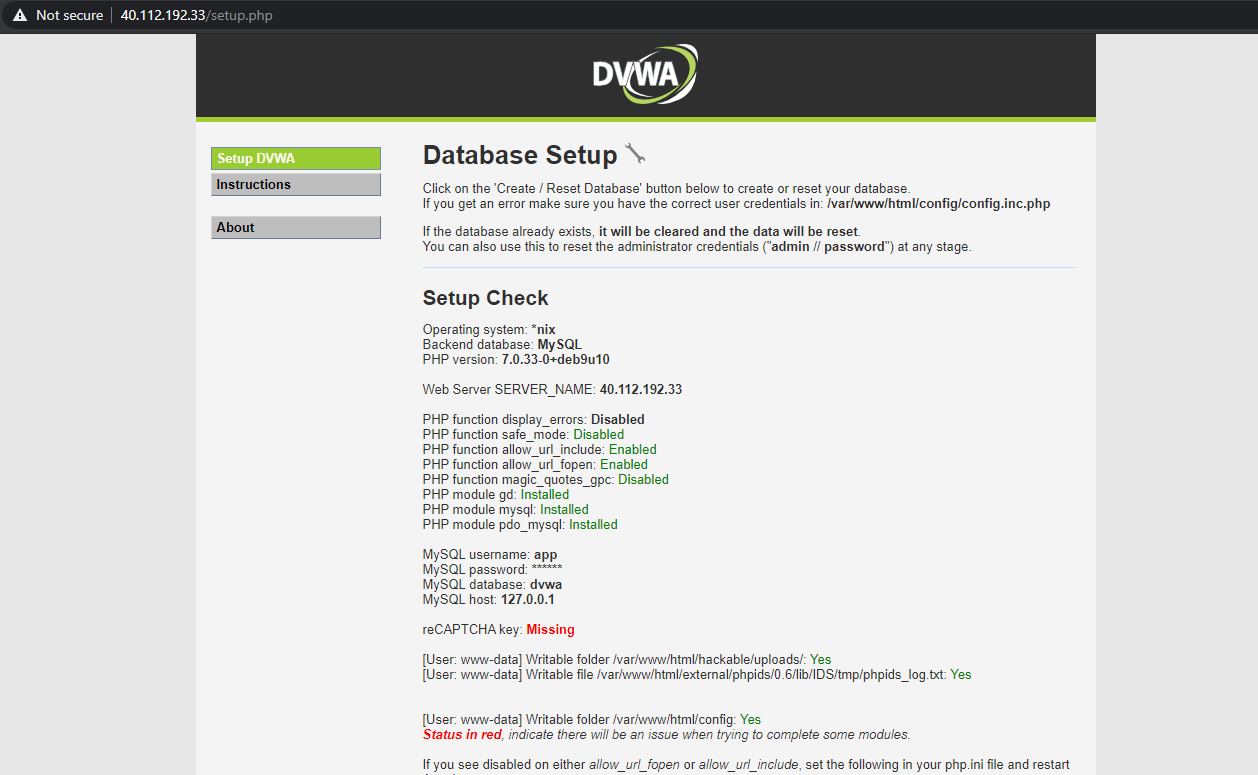 Not secure | 40.112.192.33/setup.php
DVWA
Setup DVWA
Instructions
About
Database Setup
Click on the 'Create / Reset Database' button below to create or reset your database.
If you get an error make sure you have the correct user credentials in: /var/www/html/config/config.inc.php
If the database already exists, it will be cleared and the data will be reset.
You can also use this to reset the administrator credentials ("admin // password") at any stage.
Setup Check
Operating system: *nix
Backend database: MySQL
PHP version: 7.0.33-0+deb9u10
Web Server SERVER_NAME: 40.112.192.33
PHP function display_errors: Disabled
PHP function safe_mode: Disabled
PHP function allow_url_include: Enabled
PHP function allow_url_fopen: Enabled
PHP function magic_quotes_gpc: Disabled
PHP module gd: Installed
PHP module mysql: Installed
PHP module pdo_mysql: Installed
MySQL username: app
MySQL password: ******
MySQL database: dvwa
MySQL host: 127.0.0.1
reCAPTCHA key: Missing
[User: www-data] Writable folder /var/www/html/hackable/uploads/: Yes
[User: www-data] Writable file /var/www/html/external/phpids/0.6/lib/IDS/tmp/phpids_log.txt: Yes
[User: www-data] Writable folder /var/www/html/config: Yes
Status in red, indicate there will be an issue when trying to complete some modules.
If you see disabled on either allow_url_fopen or allow_url_include, set the following in your php.ini file and restart